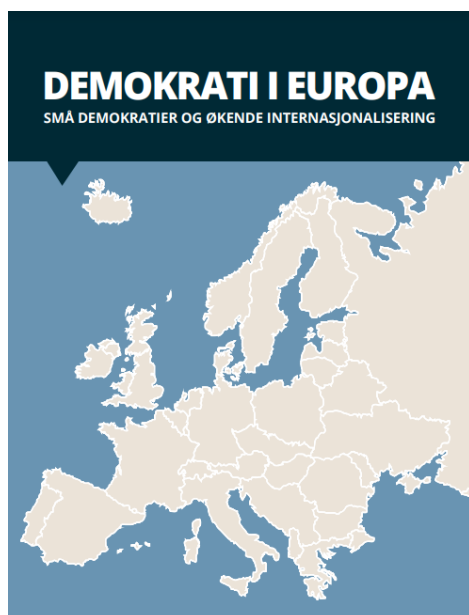 DEMOKRATI I EUROPA
SMÅ DEMOKRATIER OG ØKENDE INTERNASJONALISERING